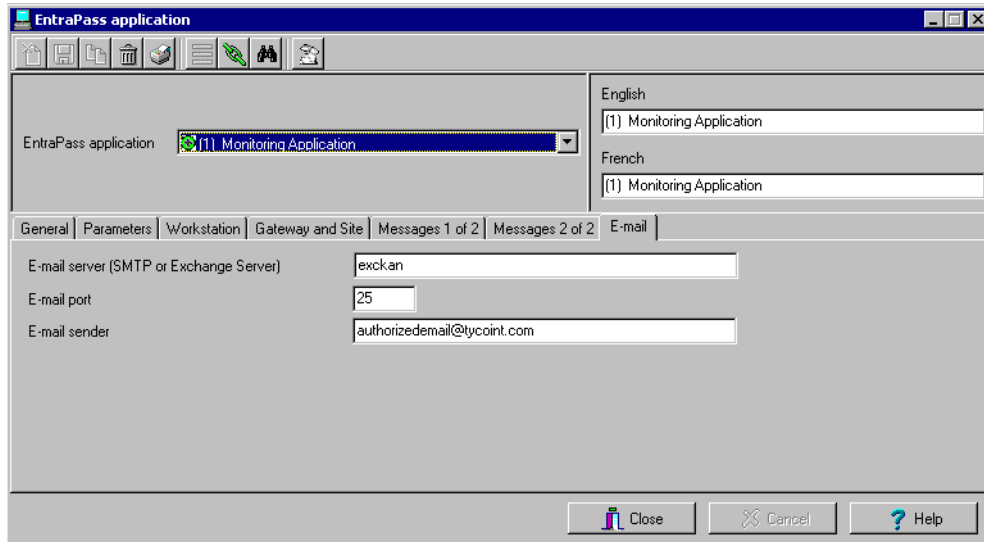 EntraPass application
English
(1) Monitoring Application
EntraPass application
(1) Monitoring Application
French
(1) Monitoring Application
General
Parameters
Workstation
Gateway and Site
Messages 1 of 2
Messages 2 of 2
E-mail
E-mail server (SMTP or Exchange Server)
exckan
E-mail port
25
E-mail sender
authorizedemail@tycoint.com
Close
Cancel
? Help